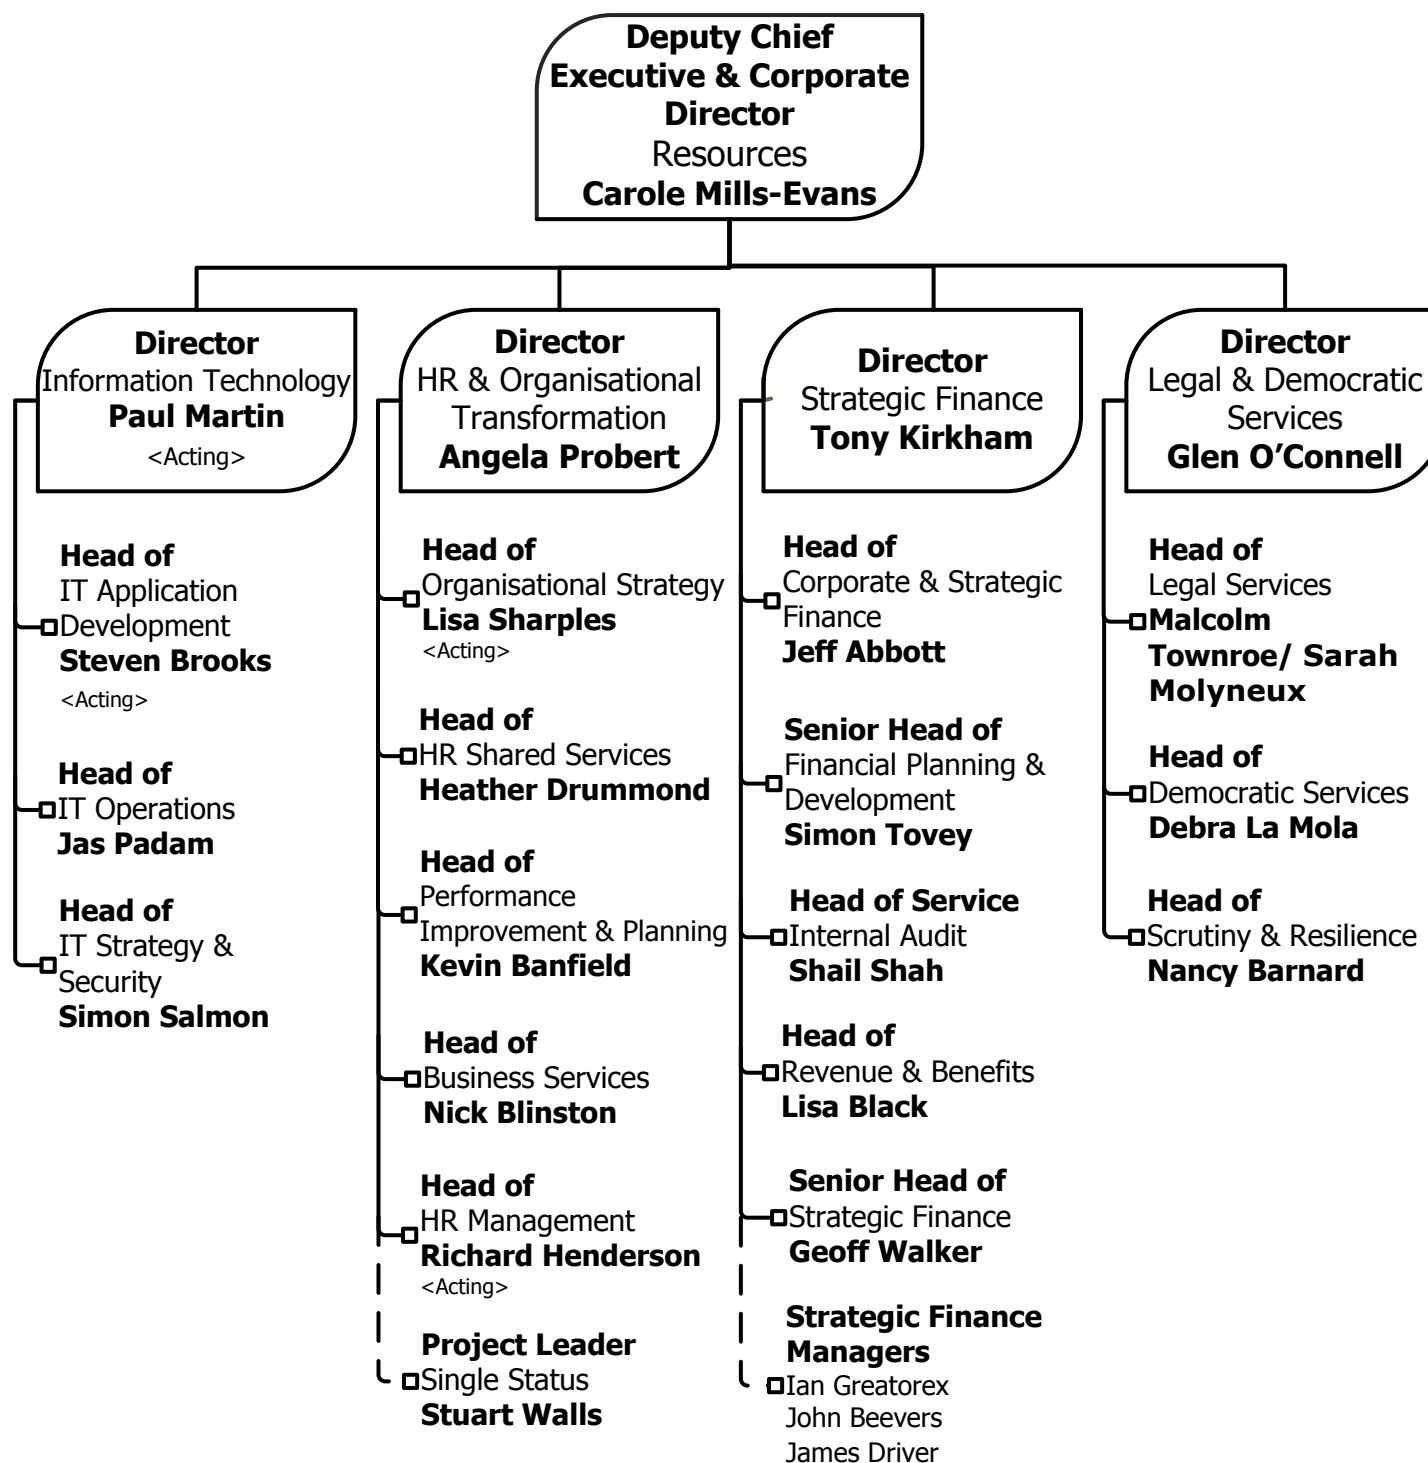 Deputy Chief
Executive & Corporate
Director
Resources
Carole Mills-Evans
Director
Information Technology
Paul Martin
<Acting>
Head of
IT Application
Development
Steven Brooks
<Acting>
Head of
IT Operations
Jas Padam
Head of
IT Strategy &
Security
Simon Salmon
Director
HR & Organisational
Transformation
Angela Probert
Head of
Organisational Strategy
Lisa Sharples
<Acting>
Head of
HR Shared Services
Heather Drummond
Head of
Performance
Improvement & Planning
Kevin Banfield
Head of
Business Services
Nick Blinston
Head of
HR Management
Richard Henderson
<Acting>
Project Leader
Single Status
Stuart Walls
Director
Strategic Finance
Tony Kirkham
Head of
Corporate & Strategic
Finance
Jeff Abbott
Senior Head of
Financial Planning &
Development
Simon Tovey
Head of Service
Internal Audit
Shail Shah
Head of
Revenue & Benefits
Lisa Black
Senior Head of
Strategic Finance
Geoff Walker
Strategic Finance
Managers
Ian Greatorex
John Beevers
James Driver
Director
Legal & Democratic
Services
Glen O’Connell
Head of
Legal Services
Malcolm
Townroe/ Sarah
Molyneux
Head of
Democratic Services
Debra La Mola
Head of
Scrutiny & Resilience
Nancy Barnard